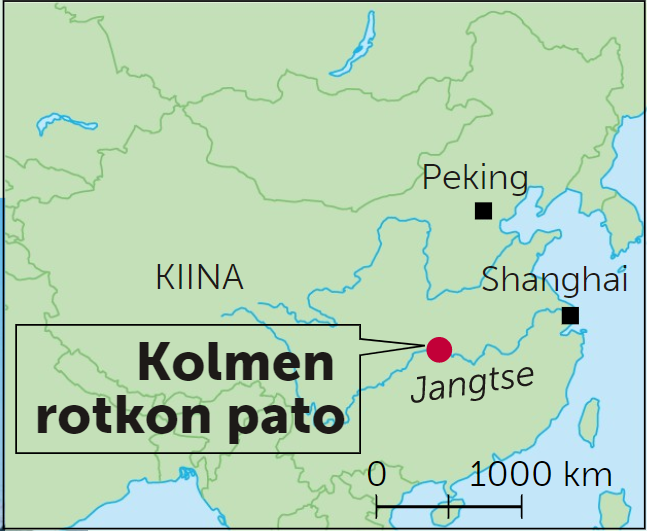 Peking
KIINA
Shanghai
Kolmen
rotkon pato
Jangtse
0 1000 km